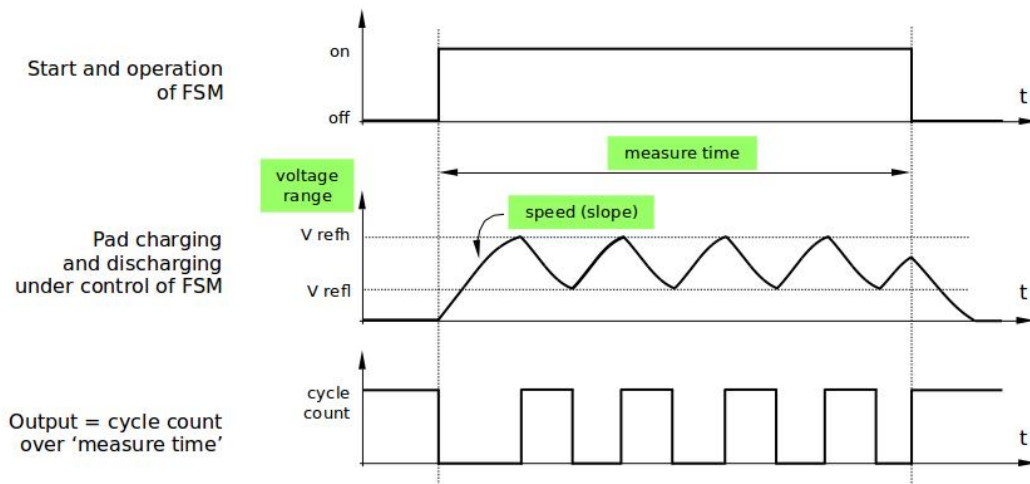 on
Start and operation
of FSM
off
t
measure time
voltage
range
speed (slope)
V refh
Pad charging
and discharging
under control of FSM
V refl
t
cycle
count
Output = cycle count
over ‘measure time’
t